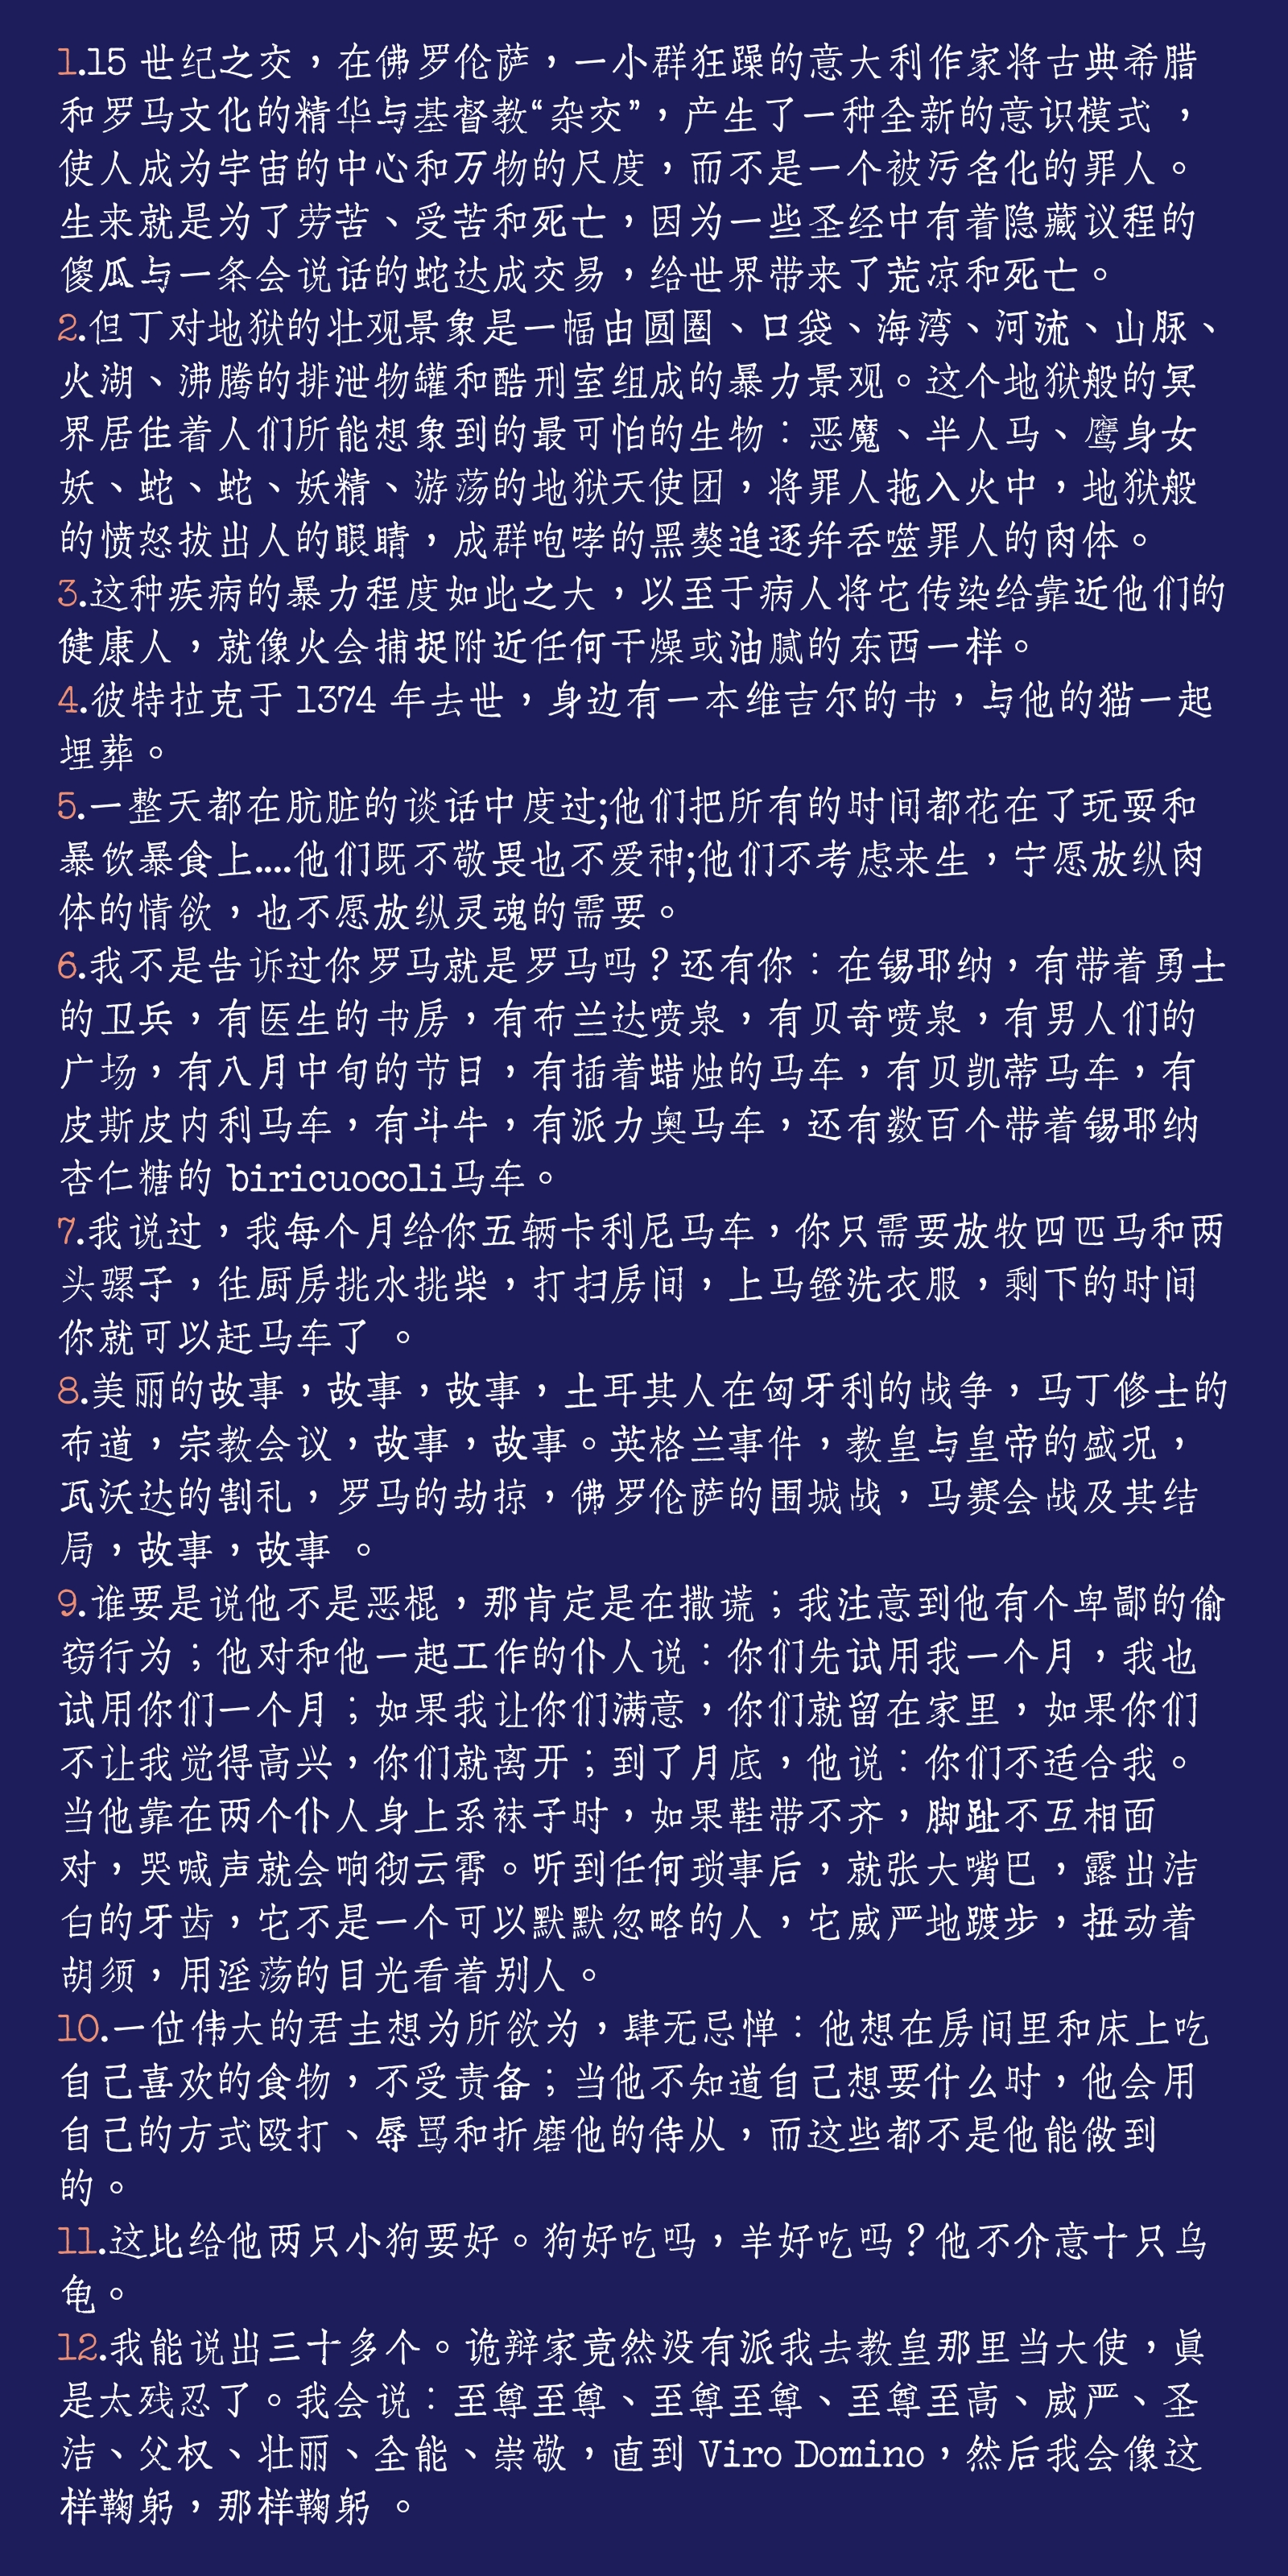 1.15 世纪之交，在佛罗伦萨，一小群狂躁的意大利作家将古典希腊
和罗马文化的精华与基督教“杂交”，产生了一种全新的意识模式 ，
使人成为宇宙的中心和万物的尺度，而不是一个被污名化的罪人。
生来就是为了劳苦、受苦和死亡，因为一些圣经中有着隐藏议程的
傻瓜与一条会说话的蛇达成交易，给世界带来了荒凉和死亡。
2.但丁对地狱的壮观景象是一幅由圆圈、口袋、海湾、河流、山脉、
火湖、沸腾的排泄物罐和酷刑室组成的暴力景观。这个地狱般的冥
界居住着人们所能想象到的最可怕的生物：恶魔、半人马、鹰身女
妖、蛇、蛇、妖精、游荡的地狱天使团，将罪人拖入火中，地狱般
的愤怒拔出人的眼睛，成群咆哮的黑獒追逐并吞噬罪人的肉体。
3.这种疾病的暴力程度如此之大，以至于病人将它传染给靠近他们的
健康人，就像火会捕捉附近任何干燥或油腻的东西一样。
4.彼特拉克于 1374 年去世，身边有一本维吉尔的书，与他的猫一起
埋葬。
5.一整天都在肮脏的谈话中度过;他们把所有的时间都花在了玩耍和
暴饮暴食上....他们既不敬畏也不爱神;他们不考虑来生，宁愿放纵肉
体的情欲，也不愿放纵灵魂的需要。
6.我不是告诉过你罗马就是罗马吗？还有你：在锡耶纳，有带着勇士
的卫兵，有医生的书房，有布兰达喷泉，有贝奇喷泉，有男人们的
广场，有八月中旬的节日，有插着蜡烛的马车，有贝凯蒂马车，有
皮斯皮内利马车，有斗牛，有派力奥马车，还有数百个带着锡耶纳
杏仁糖的 biricuocoli马车。
7.我说过，我每个月给你五辆卡利尼马车，你只需要放牧四匹马和两
头骡子，往厨房挑水挑柴，打扫房间，上马镫洗衣服，剩下的时间
你就可以赶马车了 。
8.美丽的故事，故事，故事，土耳其人在匈牙利的战争，马丁修士的
布道，宗教会议，故事，故事。英格兰事件，教皇与皇帝的盛况，
瓦沃达的割礼，罗马的劫掠，佛罗伦萨的围城战，马赛会战及其结
局，故事，故事 。
9.谁要是说他不是恶棍，那肯定是在撒谎；我注意到他有个卑鄙的偷
窃行为；他对和他一起工作的仆人说：你们先试用我一个月，我也
试用你们一个月；如果我让你们满意，你们就留在家里，如果你们
不让我觉得高兴，你们就离开；到了月底，他说：你们不适合我。
当他靠在两个仆人身上系袜子时，如果鞋带不齐，脚趾不互相面
对，哭喊声就会响彻云霄。听到任何琐事后，就张大嘴巴，露出洁
白的牙齿，它不是一个可以默默忽略的人，它威严地踱步，扭动着
胡须，用淫荡的目光看着别人。
10.一位伟大的君主想为所欲为，肆无忌惮：他想在房间里和床上吃
自己喜欢的食物，不受责备；当他不知道自己想要什么时，他会用
自己的方式殴打、辱骂和折磨他的侍从，而这些都不是他能做到
的。
11.这比给他两只小狗要好。狗好吃吗，羊好吃吗？他不介意十只乌
龟。
12.我能说出三十多个。诡辩家竟然没有派我去教皇那里当大使，真
是太残忍了。我会说：至尊至尊、至尊至尊、至尊至高、威严、圣
洁、父权、壮丽、全能、崇敬，直到 Viro Domino，然后我会像这
样鞠躬，那样鞠躬 。